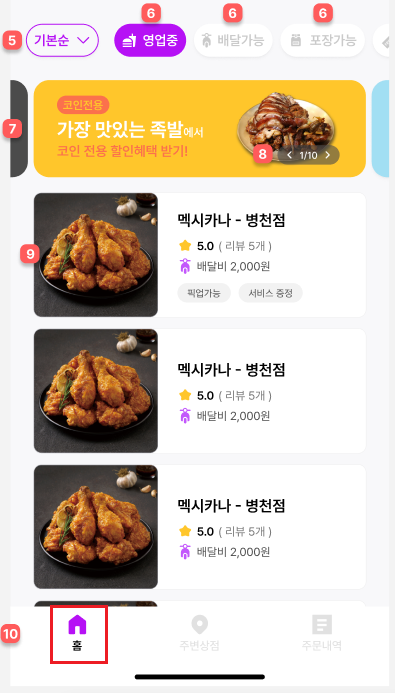 6 6 6
5 기본순 영업중 배달가능 포장가능
코인전용
7 가장 맛있는 족발에서
코인 전용 할인혜택 받기!
8 1/10
멕시카나 - 병천점
9 5.0 ( 리뷰 5개 )
배달비 2,000원
픽업가능 서비스 증정
멕시카나 - 병천점
5.0 ( 리뷰 5개 )
배달비 2,000원
멕시카나 - 병천점
5.0 ( 리뷰 5개 )
배달비 2,000원
10 홈 주변상점 주문내역